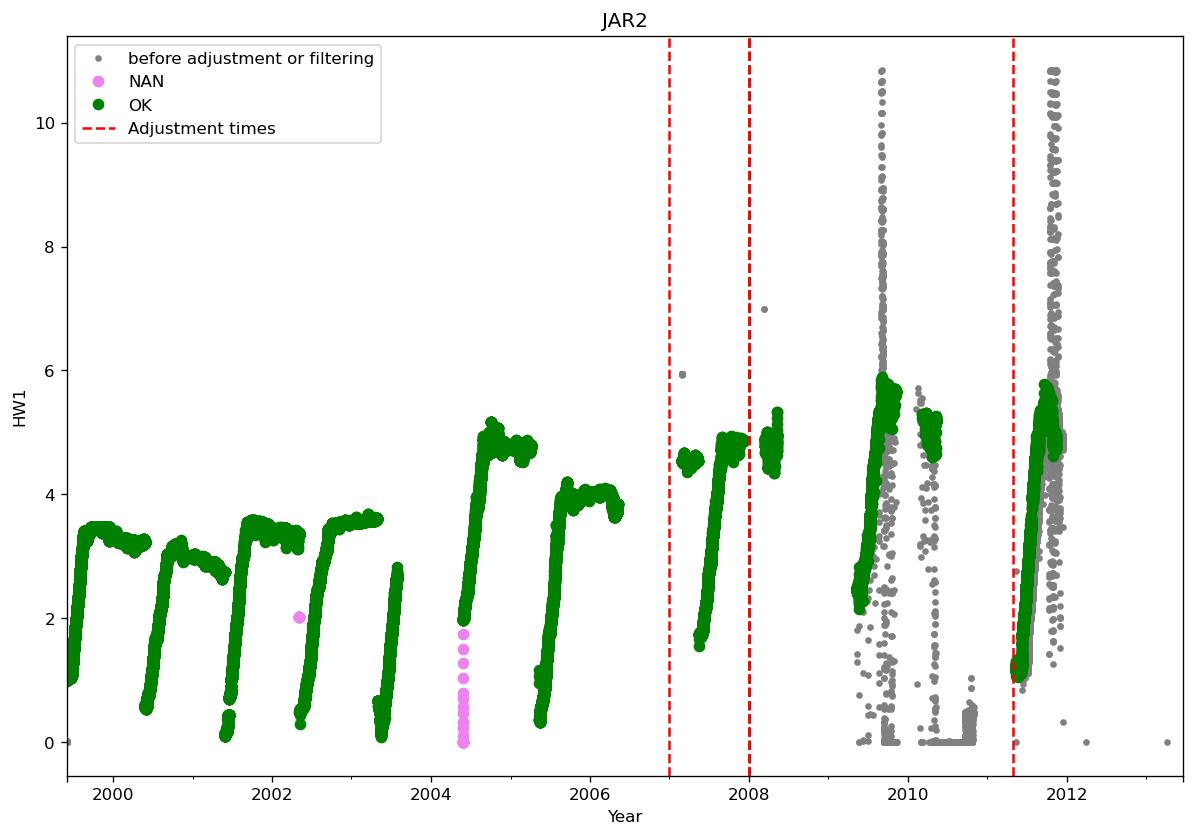 JAR2
before adjustment or filtering
NAN
OK
Adjustment times
HW1
10
8
6
4
2
0
2000 2002 2004 2006 2008 2010 2012
Year